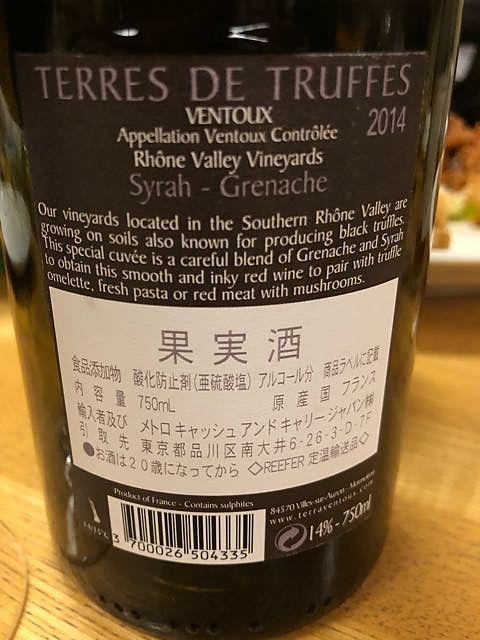 TERRES DE TRUFFES
VENTOUX
2014
Appellation Ventoux Contrôlée
Rhône Valley Vineyards
Syrah - Grenache
Our vineyards located in the Southern Rhône Valley are
growing on soils also known for producing black truffles.
This special cuvée is a careful blend of Grenache and Syrah
to obtain this smooth and inky red wine to pair with truffle
omelette, fresh pasta or red meat with mushrooms.
果実酒
食品添加物 酸化防止剤(亜硫酸塩) アルコール分 商品ラベルに記載
内容量 750mL 原産国 フランス
輸入者及び メトロ キャッシュ アンド キャリー ジャパン㈱
引取先 東京都品川区南大井6-26-3-D-7F
●お酒は20歳になってから ◇REEFER 定温輸送品◇
Product of France - Contains sulphites
84570 Villes-sur-Auzon - Mormoiron
www.terraventoux.com
14% - 750ml
3 700026 504335